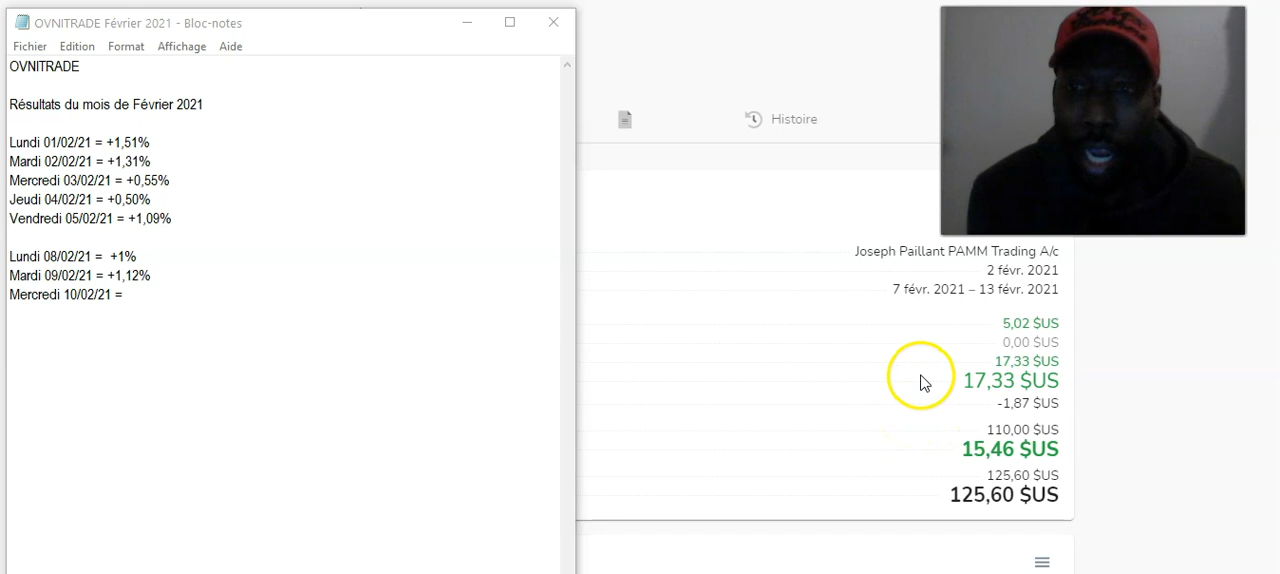 OVNITRADE Février 2021 - Bloc-notes
Fichier Edition Format Affichage Aide
OVNITRADE
Résultats du mois de Février 2021
Lundi 01/02/21 = +1,51%
Mardi 02/02/21 = +1,31%
Mercredi 03/02/21 = +0,55%
Jeudi 04/02/21 = +0,50%
Vendredi 05/02/21 = +1,09%
Lundi 08/02/21 =  +1%
Mardi 09/02/21 = +1,12%
Mercredi 10/02/21 =
Histoire
Joseph Paillant PAMM Trading A/c
2 févr. 2021
7 févr. 2021 – 13 févr. 2021
5,02 $US
0,00 $US
17,33 $US
17,33 $US
-1,87 $US
110,00 $US
15,46 $US
125,60 $US
125,60 $US